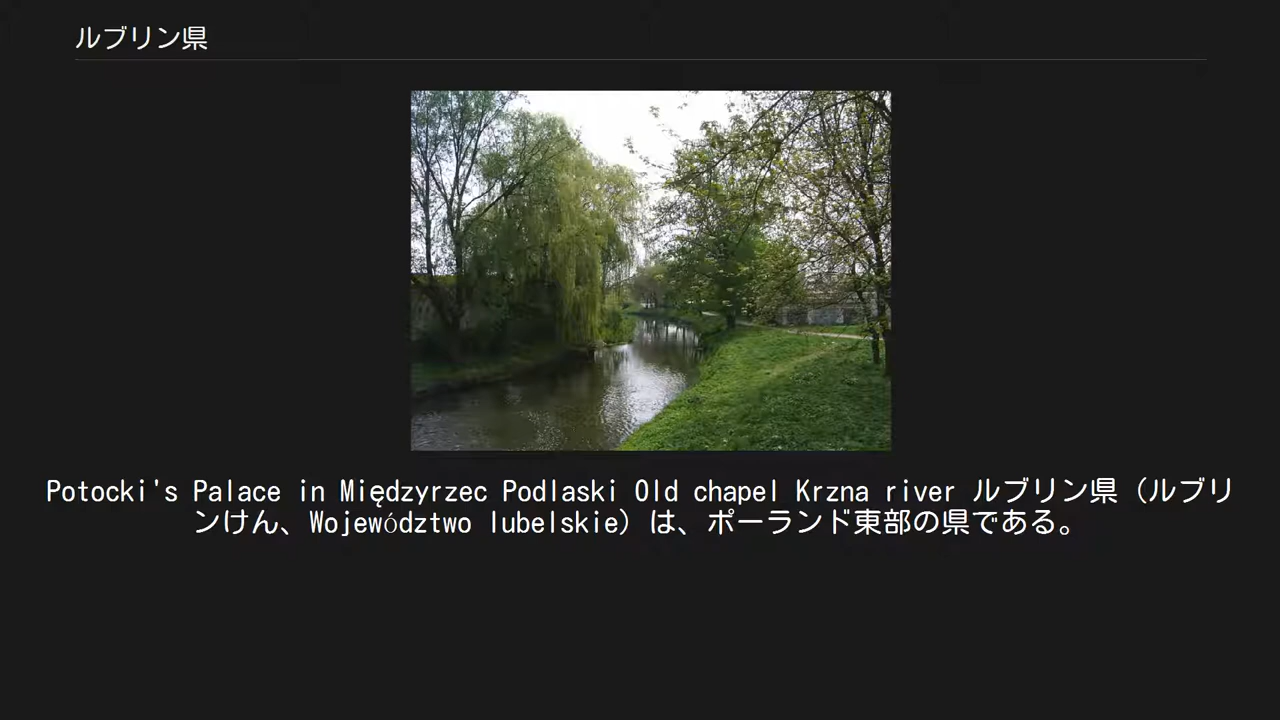 ルブリン県
Potocki's Palace in Międzyrzec Podlaski Old chapel Krzna river ルブリン県（ルブリ
ンけん、Województwo lubelskie）は、ポーランド東部の県である。